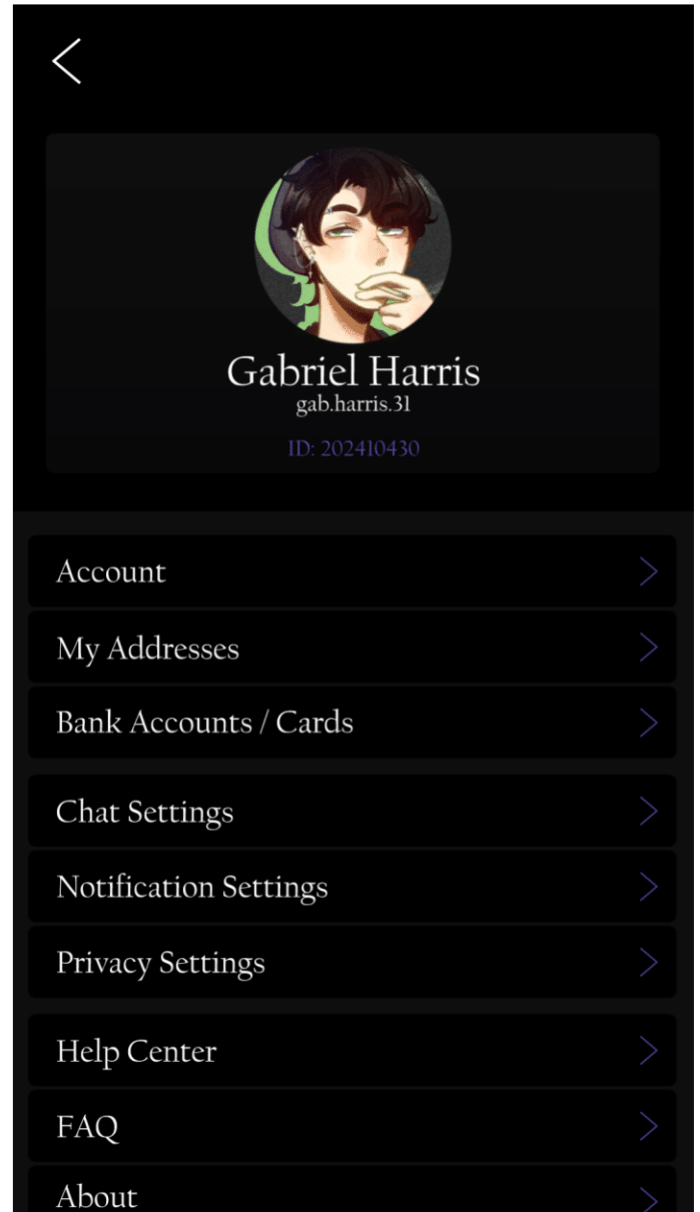 Gabriel Harris
gab.harris.31
ID: 202410430
Account
My Addresses
Bank Accounts / Cards
Chat Settings
Notification Settings
Privacy Settings
Help Center
FAQ
About